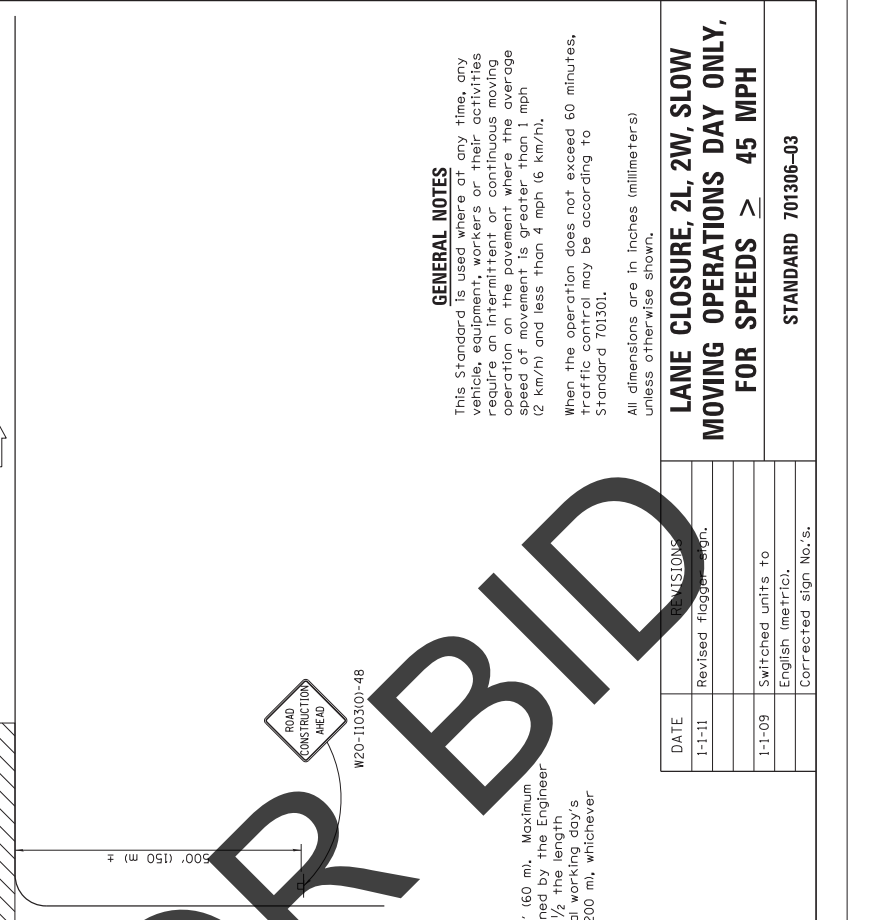 GENERAL NOTES
This Standard is used where at any time, any
vehicle, equipment, workers or their activities
require an intermittent or continuous moving
operation on the pavement where the average
speed of movement is greater than 1 mph
(2 km/h) and less than 4 mph (6 km/h).
When the operation does not exceed 60 minutes,
traffic control may be according to
Standard 701301.
All dimensions are in inches (millimeters)
unless otherwise shown.
LANE CLOSURE, 2L, 2W, SLOW
MOVING OPERATIONS DAY ONLY,
FOR SPEEDS ≥ 45 MPH
STANDARD 701306–03
DATE REVISIONS
1-1-11 Revised flagger sign.
1-1-09 Switched units to
English (metric).
Corrected sign No.'s.
ROAD
CONSTRUCTION
AHEAD
W20-I103(O)-48
500' (150 m) ±
' (60 m). Maximum
ned by the Engineer
1/2 the length
al working day's
200 m), whichever
OR BID